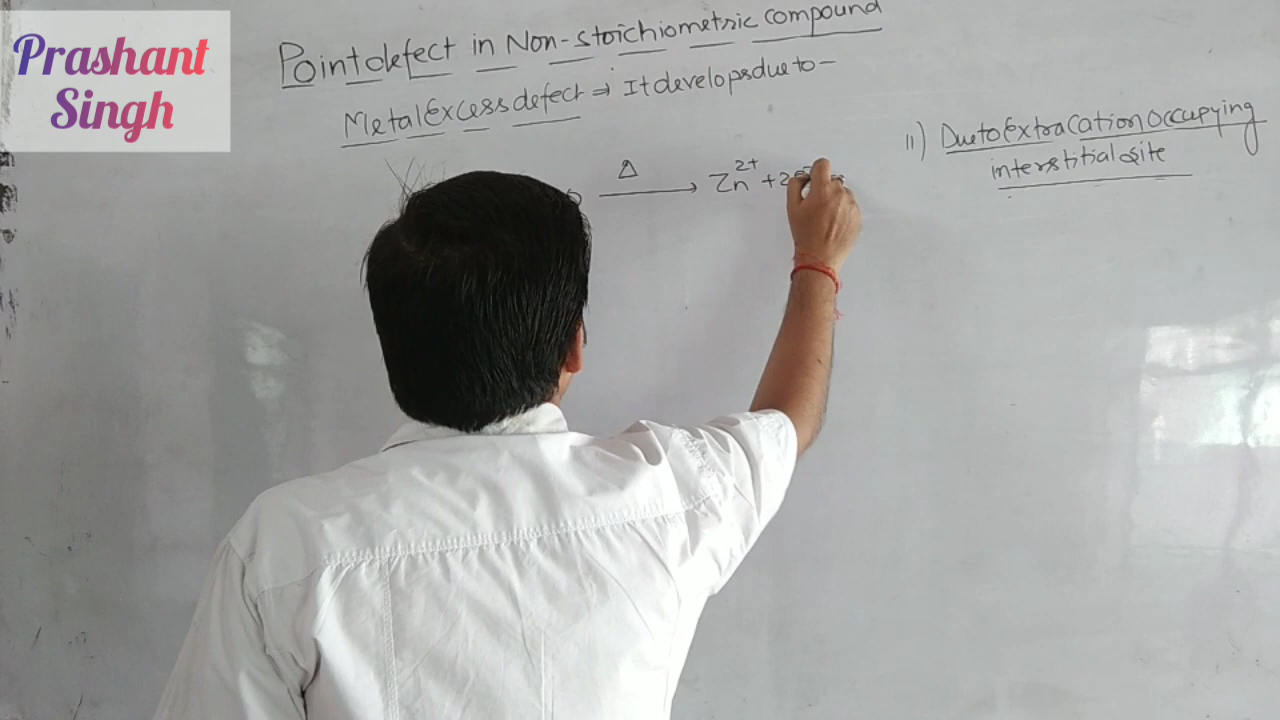 Prashant
Singh
Point defect in Non-stoichiometric compound
Metal Excess defect ⇒ It develops due to –
II) Due to Extra Cation Occupying
interstitial site
Δ
→ Zn²⁺ + 2e⁻